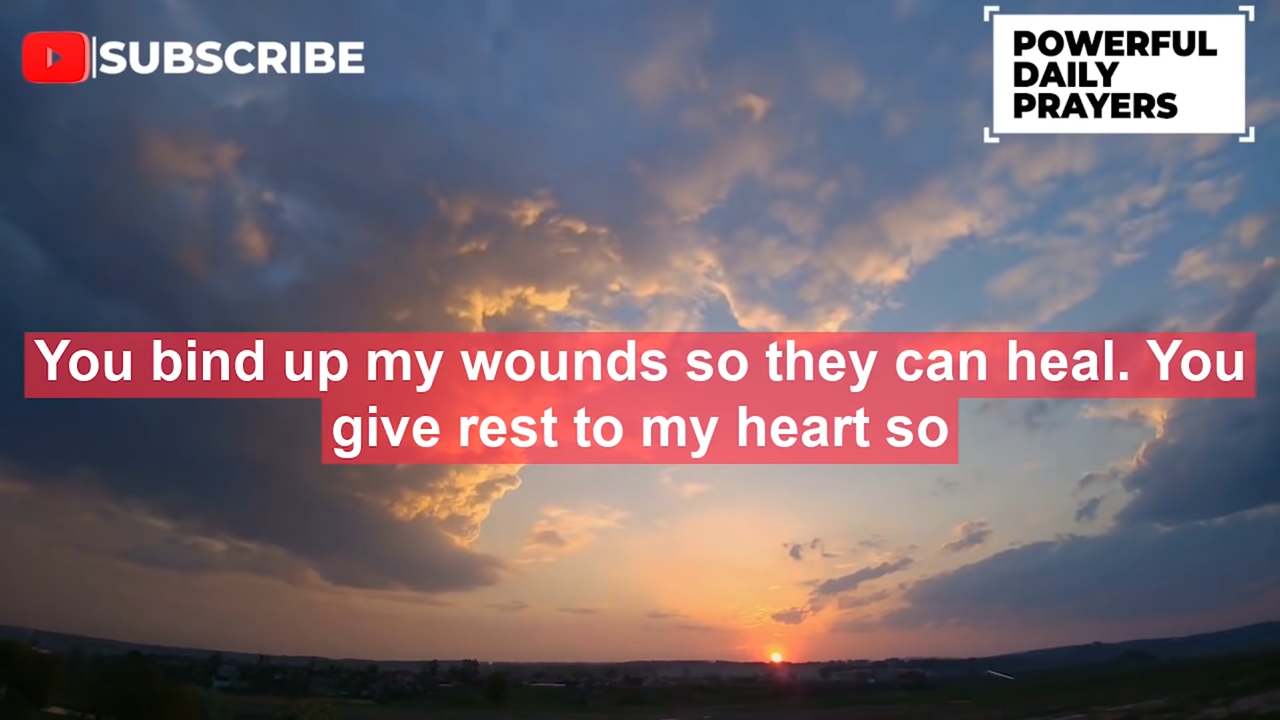 SUBSCRIBE
POWERFUL
DAILY
PRAYERS
You bind up my wounds so they can heal. You
give rest to my heart so